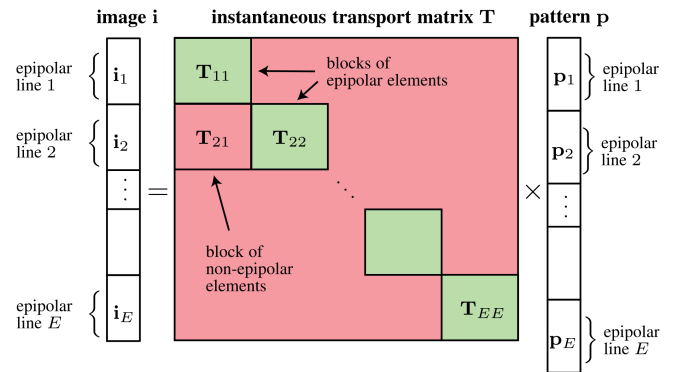 image i
instantaneous transport matrix T
pattern p
epipolar
line 1
i1
T11
blocks of
epipolar elements
p1
epipolar
line 1
epipolar
line 2
i2
T21
T22
p2
epipolar
line 2
⋮
=
⋱
×
⋮
block of
non-epipolar
elements
epipolar
line E
iE
TEE
pE
epipolar
line E